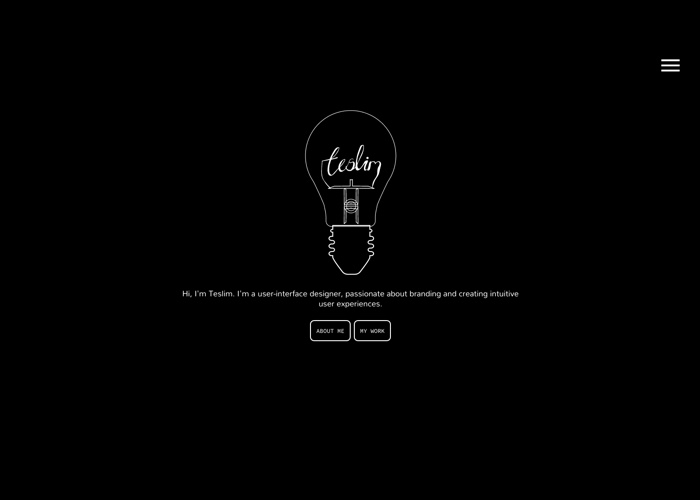 teslim
Hi, I'm Teslim. I'm a user-interface designer, passionate about branding and creating intuitive
user experiences.
ABOUT ME
MY WORK